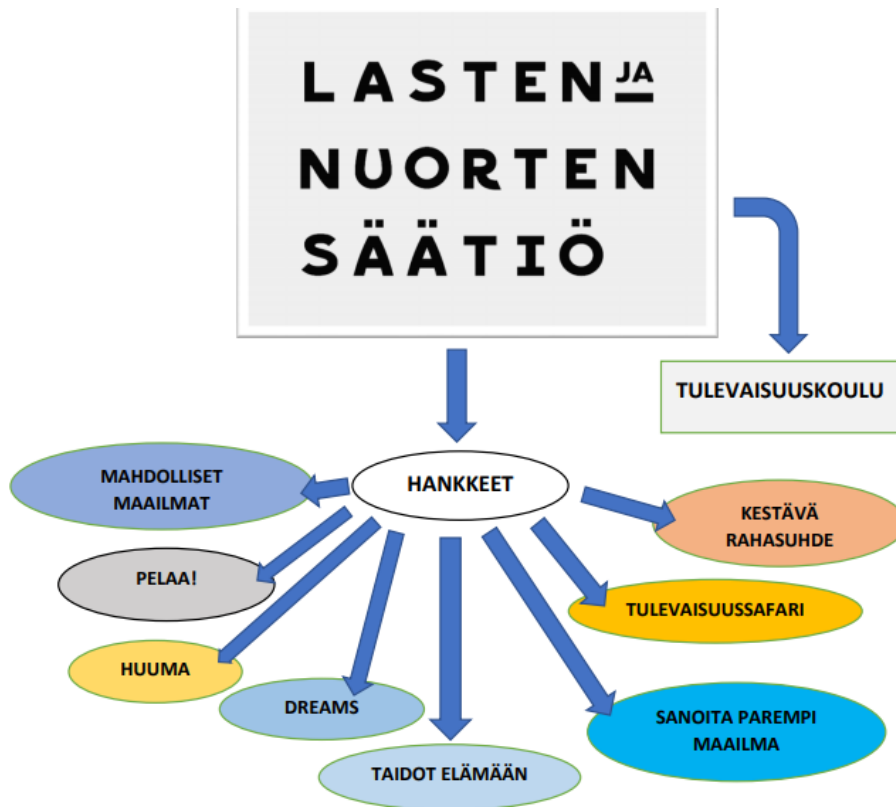 LASTEN JA
NUORTEN
SÄÄTIÖ
TULEVAISUUSKOULU
HANKKEET
MAHDOLLISET
MAAILMAT
KESTÄVÄ
RAHASUHDE
PELAA!
TULEVAISUUSSAFARI
HUUMA
DREAMS
SANOITA PAREMPI
MAAILMA
TAIDOT ELÄMÄÄN